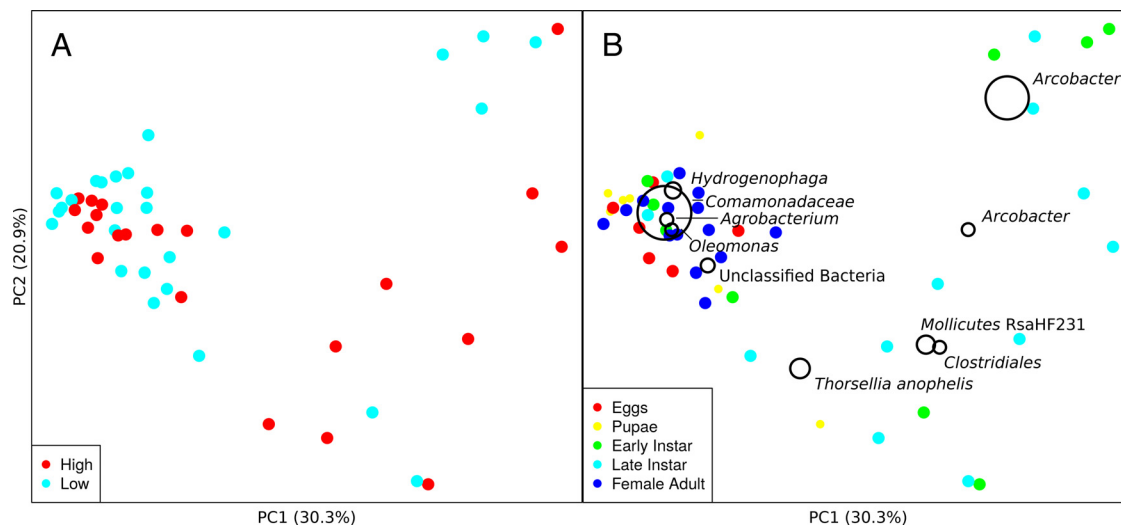 A
B
Arcobacter
Hydrogenophaga
Comamonadaceae
Agrobacterium
Arcobacter
Oleomonas
Unclassified Bacteria
Mollicutes RsaHF231
Clostridiales
Thorsellia anophelis
PC2 (20.9%)
High
Low
Eggs
Pupae
Early Instar
Late Instar
Female Adult
PC1 (30.3%)
PC1 (30.3%)